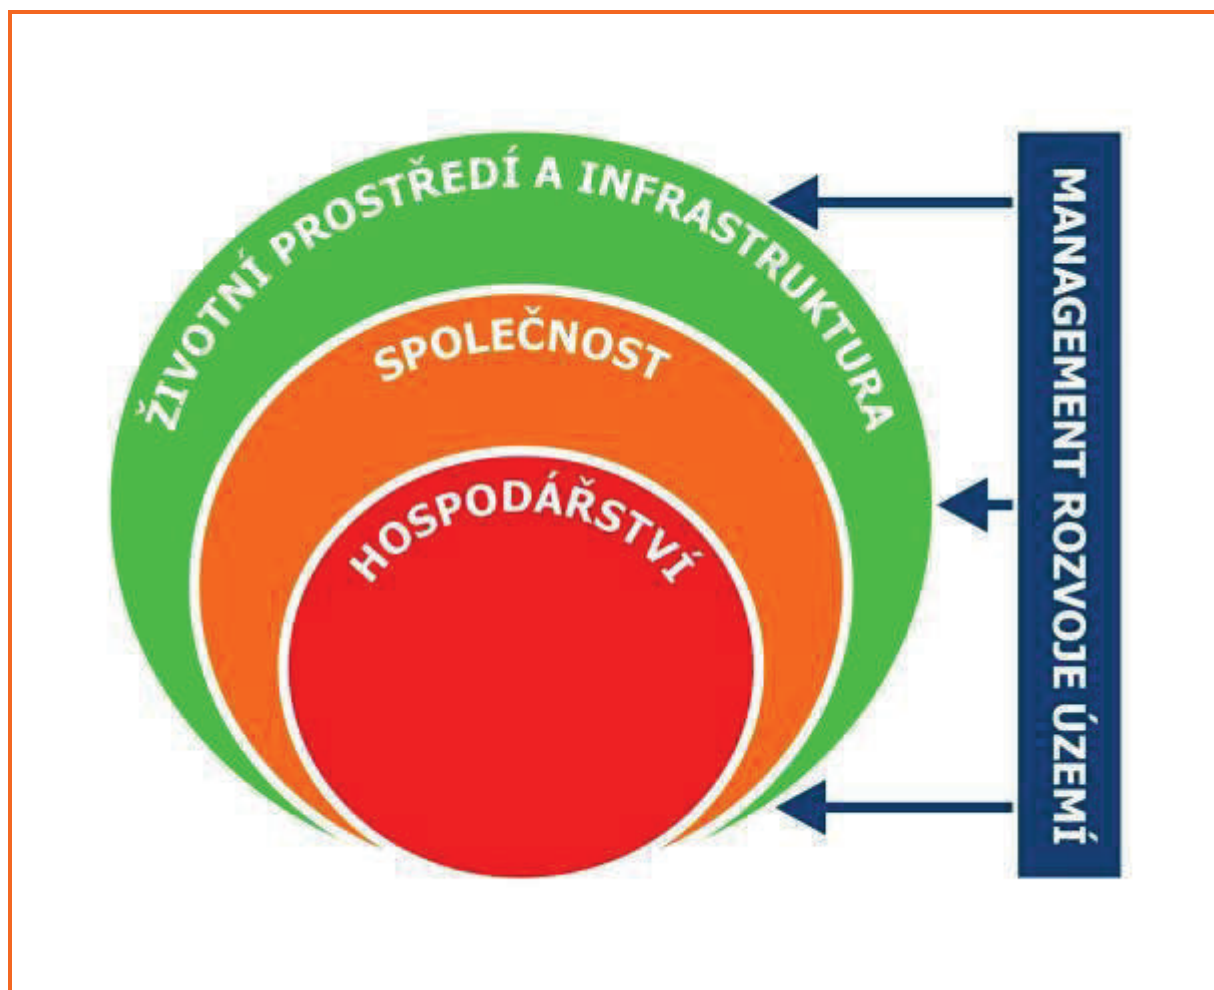 ŽIVOTNÍ PROSTŘEDÍ A INFRASTRUKTURA
SPOLEČNOST
HOSPODÁŘSTVÍ
MANAGEMENT ROZVOJE ÚZEMÍ